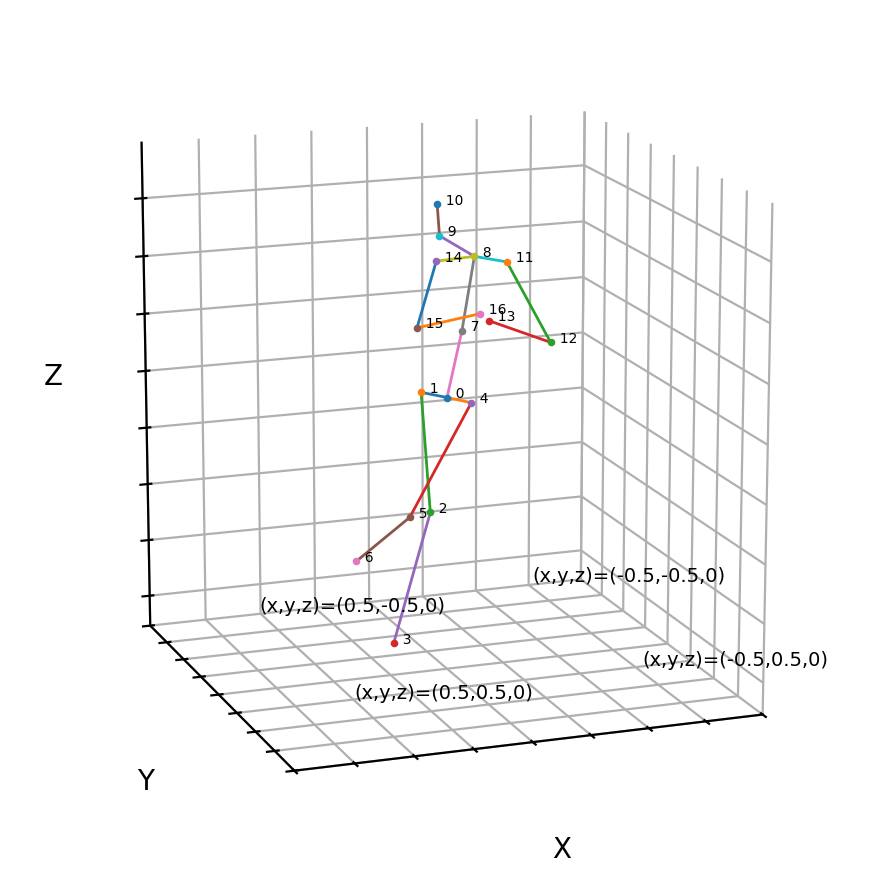 10
9
8
14
11
16
13
15
7
12
Z
1
0
4
2
5
6
(x,y,z)=(-0.5,-0.5,0)
(x,y,z)=(0.5,-0.5,0)
3
(x,y,z)=(-0.5,0.5,0)
(x,y,z)=(0.5,0.5,0)
Y
X